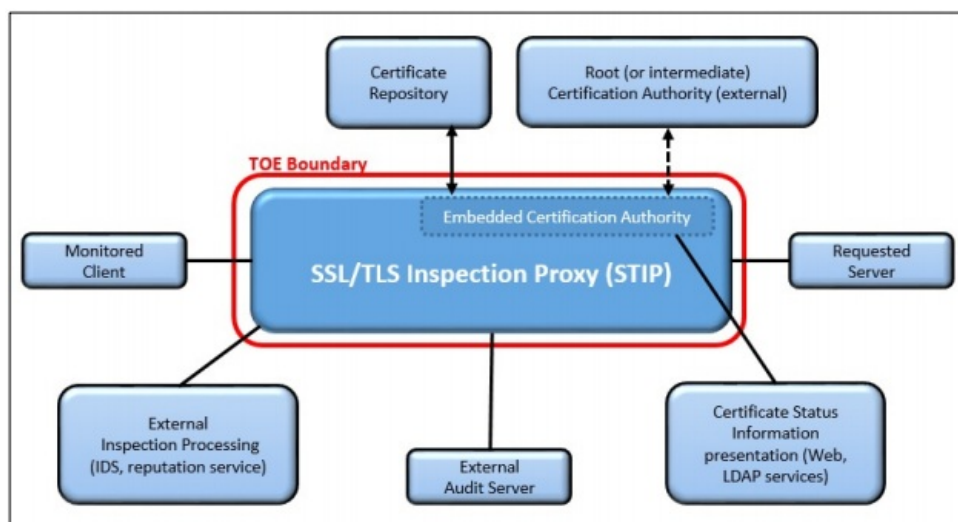 Certificate
Repository
Root (or intermediate)
Certification Authority (external)
TOE Boundary
Embedded Certification Authority
Monitored
Client
SSL/TLS Inspection Proxy (STIP)
Requested
Server
External
Inspection Processing
(IDS, reputation service)
External
Audit Server
Certificate Status
Information
presentation (Web,
LDAP services)